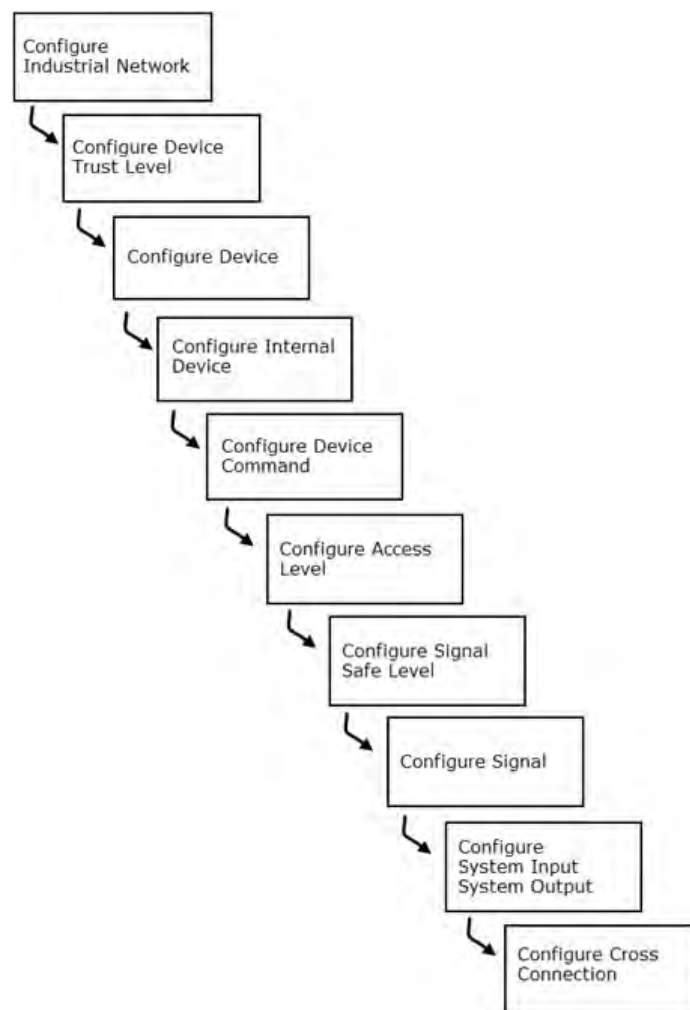 Configure
Industrial Network
Configure Device
Trust Level
Configure Device
Configure Internal
Device
Configure Device
Command
Configure Access
Level
Configure Signal
Safe Level
Configure Signal
Configure
System Input
System Output
Configure Cross
Connection